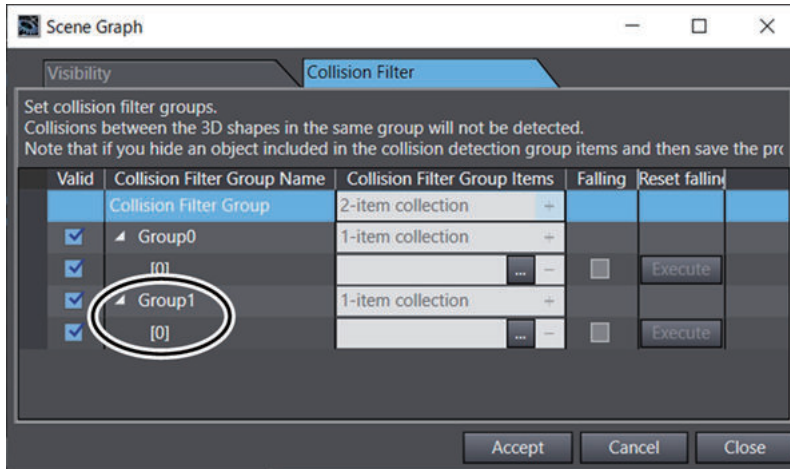 Scene Graph
Visibility Collision Filter
Set collision filter groups.
Collisions between the 3D shapes in the same group will not be detected.
Note that if you hide an object included in the collision detection group items and then save the pro
Valid Collision Filter Group Name Collision Filter Group Items Falling Reset falling
Collision Filter Group 2-item collection +
Group0 1-item collection +
[0] ... - Execute
Group1 1-item collection +
[0] ... - Execute
Accept Cancel Close